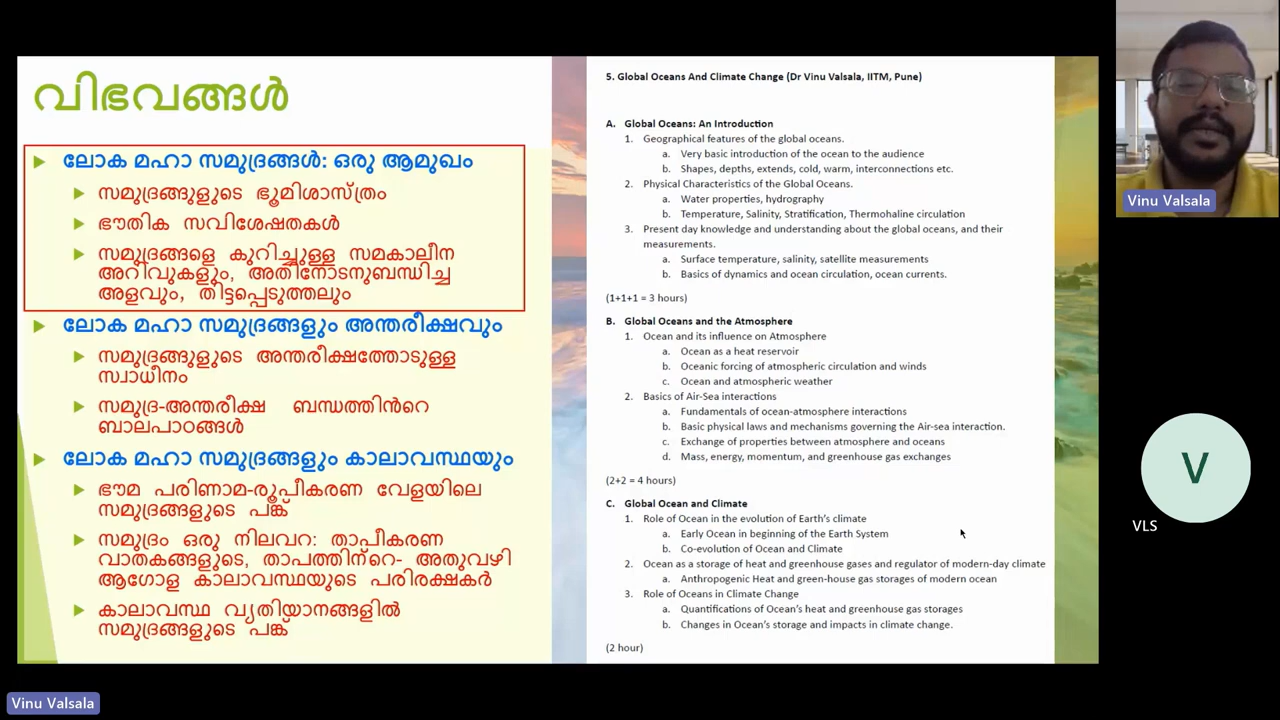 വിഭവങ്ങൾ
ലോക മഹാ സമുദ്രങ്ങൾ: ഒരു ആമുഖം
സമുദ്രങ്ങുളുടെ ഭൂമിശാസ്ത്രം
ഭൗതിക സവിശേഷതകൾ
സമുദ്രങ്ങളെ കുറിച്ചുള്ള സമകാലീന
അറിവുകളും, അതിനോടനുബന്ധിച്ച
അളവും, തിട്ടപ്പെടുത്തലും
ലോക മഹാ സമുദ്രങ്ങളും അന്തരീക്ഷവും
സമുദ്രങ്ങുളുടെ അന്തരീക്ഷത്തോടുള്ള
സ്വാധീനം
സമുദ്ര-അന്തരീക്ഷ ബന്ധത്തിൻറെ
ബാലപാഠങ്ങൾ
ലോക മഹാ സമുദ്രങ്ങളും കാലാവസ്ഥയും
ഭൗമ പരിണാമ-രൂപീകരണ വേളയിലെ
സമുദ്രങ്ങളുടെ പങ്ക്
സമുദ്രം ഒരു നിലവറ: താപീകരണ
വാതകങ്ങളുടെ, താപത്തിന്റെ- അതുവഴി
ആഗോള കാലാവസ്ഥയുടെ പരിരക്ഷകർ
കാലാവസ്ഥ വ്യതിയാനങ്ങളിൽ
സമുദ്രങ്ങളുടെ പങ്ക്
5. Global Oceans And Climate Change (Dr Vinu Valsala, IITM, Pune)
A. Global Oceans: An Introduction
1. Geographical features of the global oceans.
a. Very basic introduction of the ocean to the audience
b. Shapes, depths, extends, cold, warm, interconnections etc.
2. Physical Characteristics of the Global Oceans.
a. Water properties, hydrography
b. Temperature, Salinity, Stratification, Thermohaline circulation
3. Present day knowledge and understanding about the global oceans, and their
measurements.
a. Surface temperature, salinity, satellite measurements
b. Basics of dynamics and ocean circulation, ocean currents.
(1+1+1 = 3 hours)
B. Global Oceans and the Atmosphere
1. Ocean and its influence on Atmosphere
a. Ocean as a heat reservoir
b. Oceanic forcing of atmospheric circulation and winds
c. Ocean and atmospheric weather
2. Basics of Air-Sea interactions
a. Fundamentals of ocean-atmosphere interactions
b. Basic physical laws and mechanisms governing the Air-sea interaction.
c. Exchange of properties between atmosphere and oceans
d. Mass, energy, momentum, and greenhouse gas exchanges
(2+2 = 4 hours)
C. Global Ocean and Climate
1. Role of Ocean in the evolution of Earth's climate
a. Early Ocean in beginning of the Earth System
b. Co-evolution of Ocean and Climate
2. Ocean as a storage of heat and greenhouse gases and regulator of modern-day climate
a. Anthropogenic Heat and green-house gas storages of modern ocean
3. Role of Oceans in Climate Change
a. Quantifications of Ocean's heat and greenhouse gas storages
b. Changes in Ocean's storage and impacts in climate change.
(2 hour)
Vinu Valsala
V
VLS
Vinu Valsala